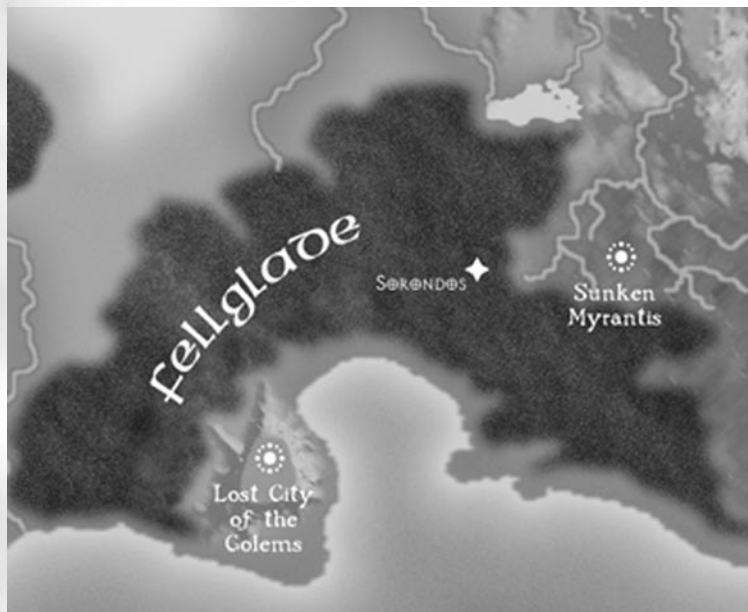 Fellglade
Sorondos
Sunken
Myrantis
Lost City
of the
Golems